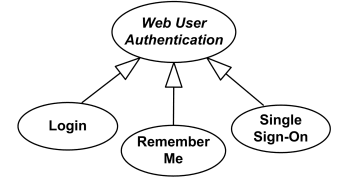 Web User
Authentication
Login
Remember
Me
Single
Sign-On